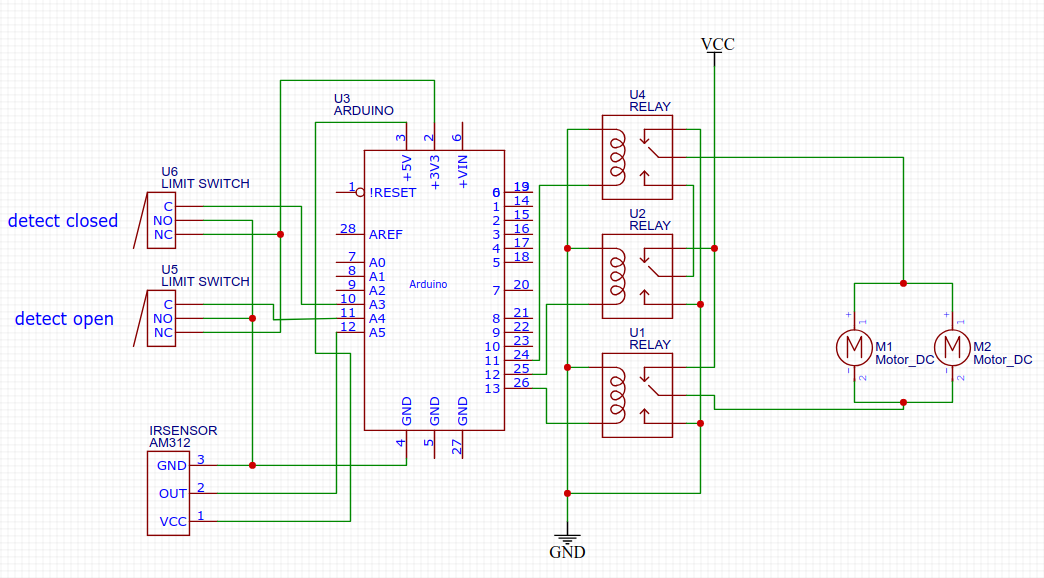 VCC
U4
RELAY
U3
ARDUINO
3
2
6
+5V
+3V3
+VIN
U6
LIMIT SWITCH
C
NO
NC
detect closed
1
!RESET
28
AREF
7
A0
8
A1
9
A2
10
A3
11
A4
12
A5
Arduino
0
19
1
14
2
15
3
16
4
17
5
18
7
20
8
21
9
22
10
23
11
24
12
25
13
26
GND
GND
GND
4
5
27
U2
RELAY
U5
LIMIT SWITCH
C
NO
NC
detect open
U1
RELAY
+
1
M1
Motor_DC
-
2
+
1
M2
Motor_DC
-
2
IRSENSOR
AM312
GND
3
OUT
2
VCC
1
GND